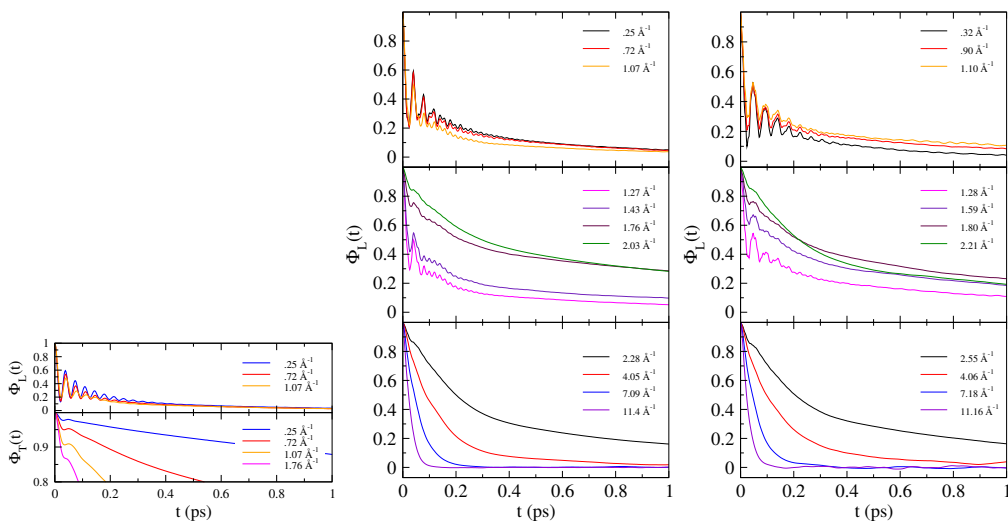 Φ_L(t)
1
0.8
0.6
0.4
0.2
0
.25 Å⁻¹
.72 Å⁻¹
1.07 Å⁻¹
Φ_T(t)
0.9
0.8
.25 Å⁻¹
.72 Å⁻¹
1.07 Å⁻¹
1.76 Å⁻¹
0 0.2 0.4 0.6 0.8 1
t (ps)
0.8
0.6
0.4
0.2
0
.25 Å⁻¹
.72 Å⁻¹
1.07 Å⁻¹
Φ_L(t)
0.8
0.6
0.4
0.2
0
1.27 Å⁻¹
1.43 Å⁻¹
1.76 Å⁻¹
2.03 Å⁻¹
0.8
0.6
0.4
0.2
0
2.28 Å⁻¹
4.05 Å⁻¹
7.09 Å⁻¹
11.4 Å⁻¹
0 0.2 0.4 0.6 0.8 1
t (ps)
0.8
0.6
0.4
0.2
0
.32 Å⁻¹
.90 Å⁻¹
1.10 Å⁻¹
Φ_L(t)
0.8
0.6
0.4
0.2
0
1.28 Å⁻¹
1.59 Å⁻¹
1.80 Å⁻¹
2.21 Å⁻¹
0.8
0.6
0.4
0.2
0
2.55 Å⁻¹
4.06 Å⁻¹
7.18 Å⁻¹
11.16 Å⁻¹
0 0.2 0.4 0.6 0.8 1
t (ps)